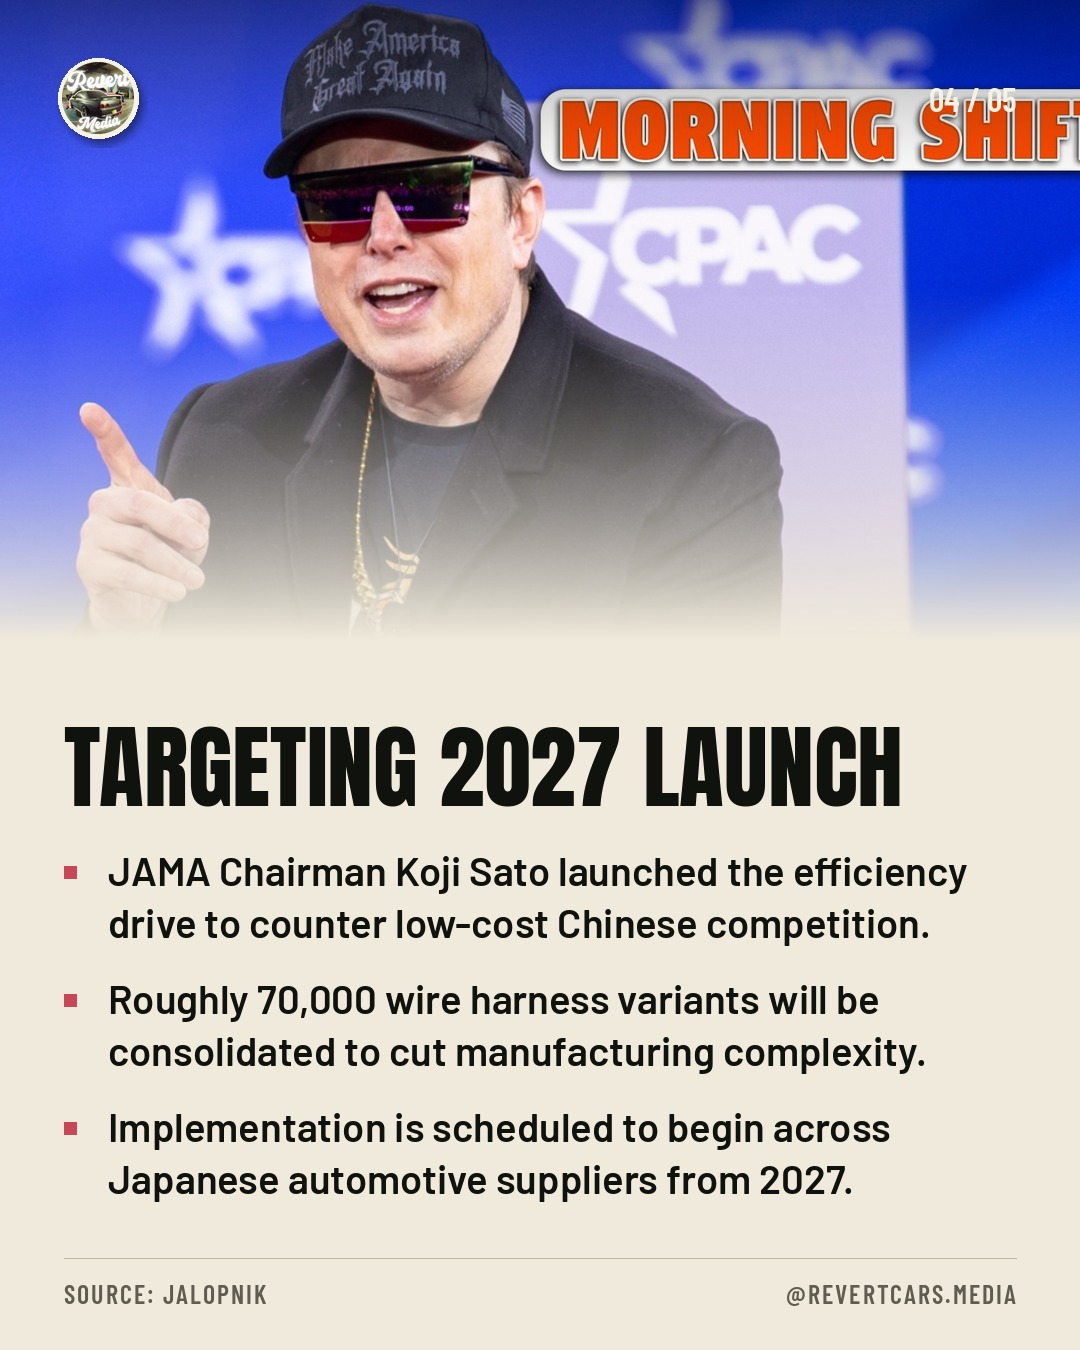 Make America
Great Again
Revert
Media
CPAC
04 / 05
MORNING SHIFT
CPAC
TARGETING 2027 LAUNCH
JAMA Chairman Koji Sato launched the efficiency
drive to counter low-cost Chinese competition.
Roughly 70,000 wire harness variants will be
consolidated to cut manufacturing complexity.
Implementation is scheduled to begin across
Japanese automotive suppliers from 2027.
SOURCE: JALOPNIK
@REVERTCARS.MEDIA